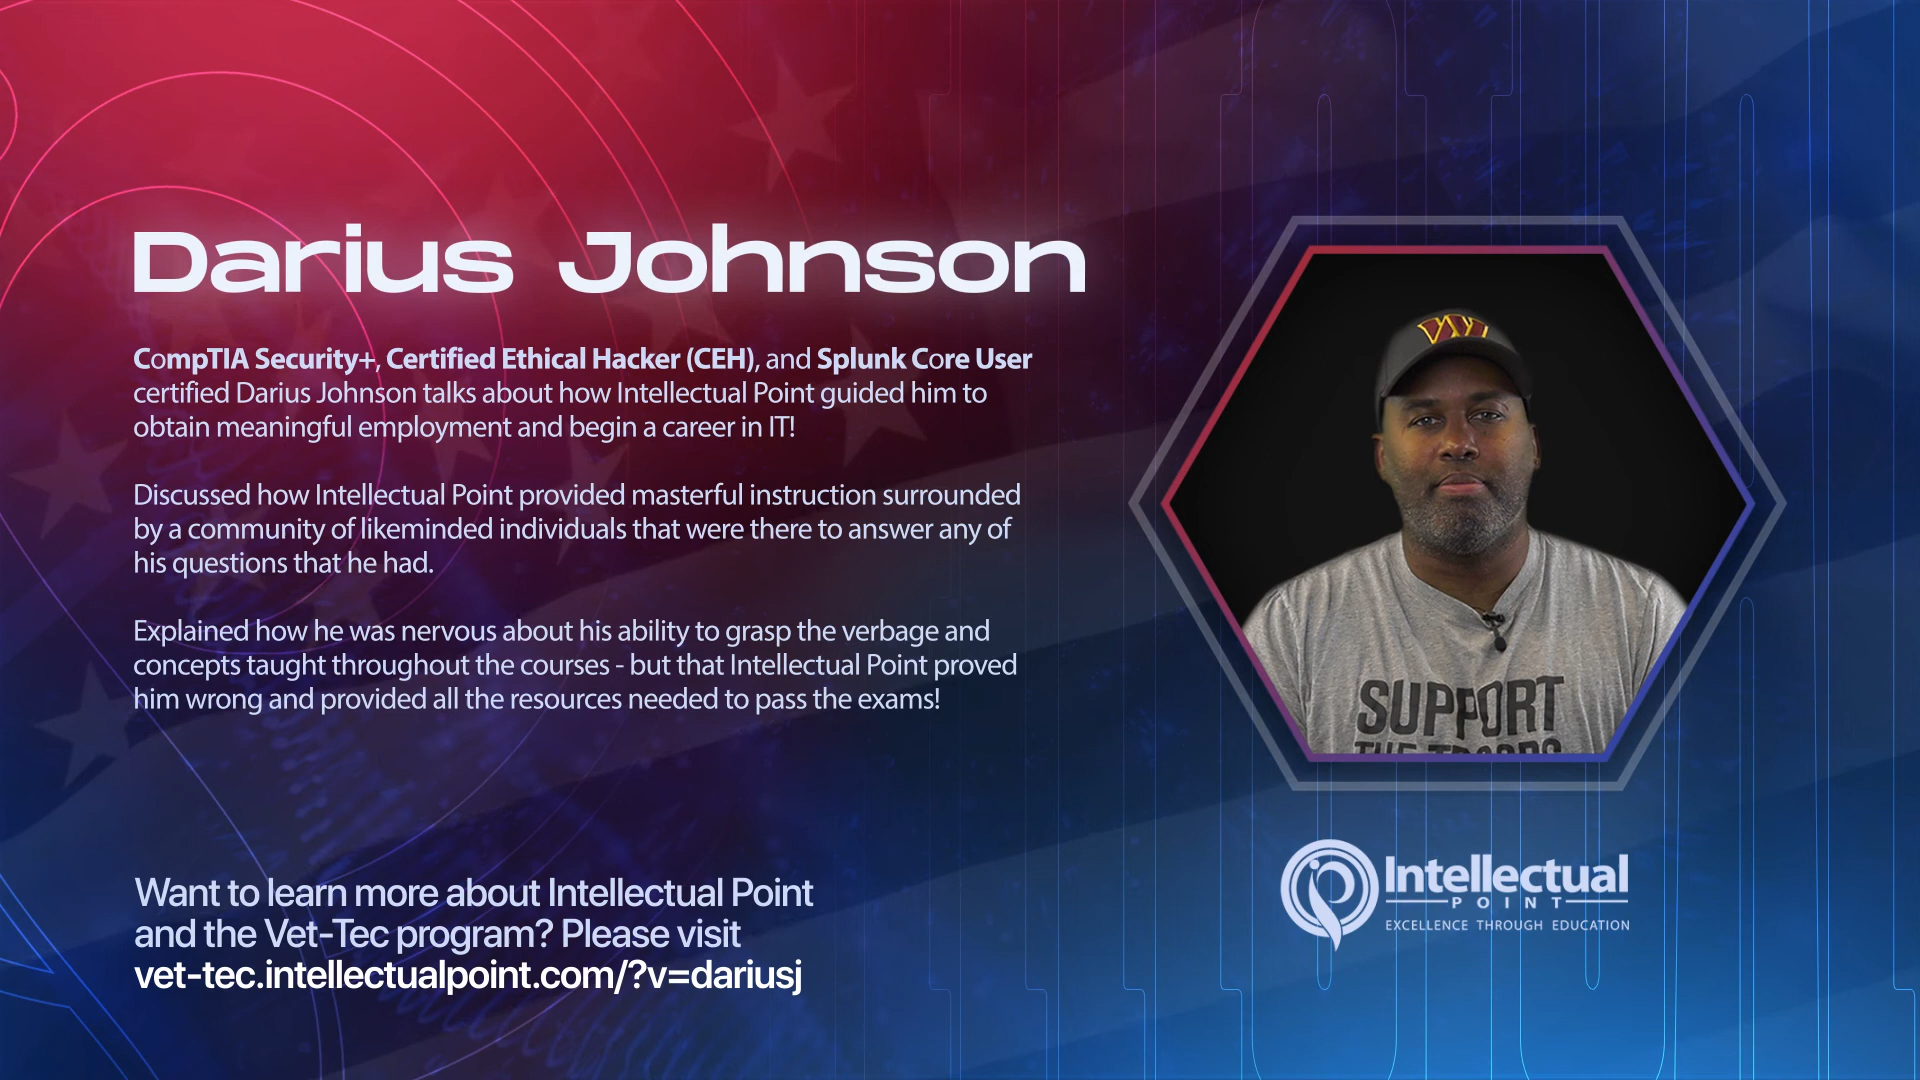 Darius Johnson
CompTIA Security+, Certified Ethical Hacker (CEH), and Splunk Core User
certified Darius Johnson talks about how Intellectual Point guided him to
obtain meaningful employment and begin a career in IT!
Discussed how Intellectual Point provided masterful instruction surrounded
by a community of likeminded individuals that were there to answer any of
his questions that he had.
Explained how he was nervous about his ability to grasp the verbage and
concepts taught throughout the courses - but that Intellectual Point proved
him wrong and provided all the resources needed to pass the exams!
Want to learn more about Intellectual Point
and the Vet-Tec program? Please visit
vet-tec.intellectualpoint.com/?v=dariusj
W
SUPPORT
THE TROOPS
Intellectual
POINT
EXCELLENCE THROUGH EDUCATION